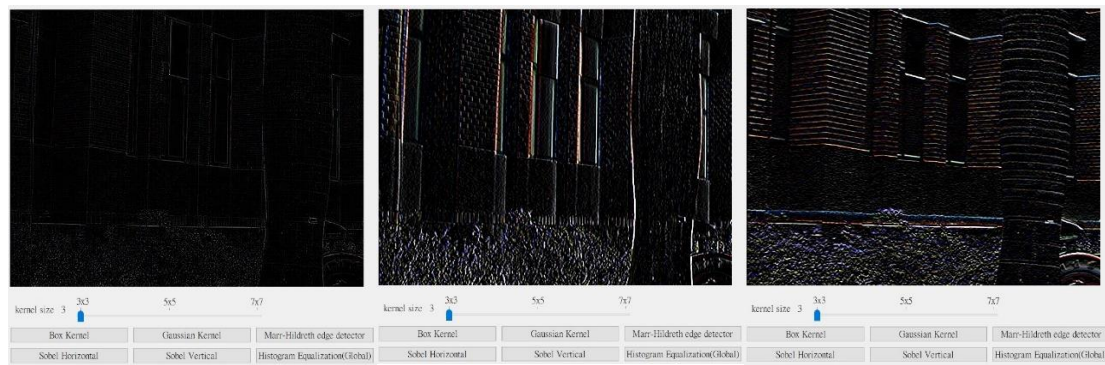 3x3 5x5 7x7
kernel size 3
Box Kernel Gaussian Kernel Marr-Hildreth edge detector
Sobel Horizontal Sobel Vertical Histogram Equalization(Global)
3x3 5x5 7x7
kernel size 3
Box Kernel Gaussian Kernel Marr-Hildreth edge detector
Sobel Horizontal Sobel Vertical Histogram Equalization(Global)
3x3 5x5 7x7
kernel size 3
Box Kernel Gaussian Kernel Marr-Hildreth edge detector
Sobel Horizontal Sobel Vertical Histogram Equalization(Global)